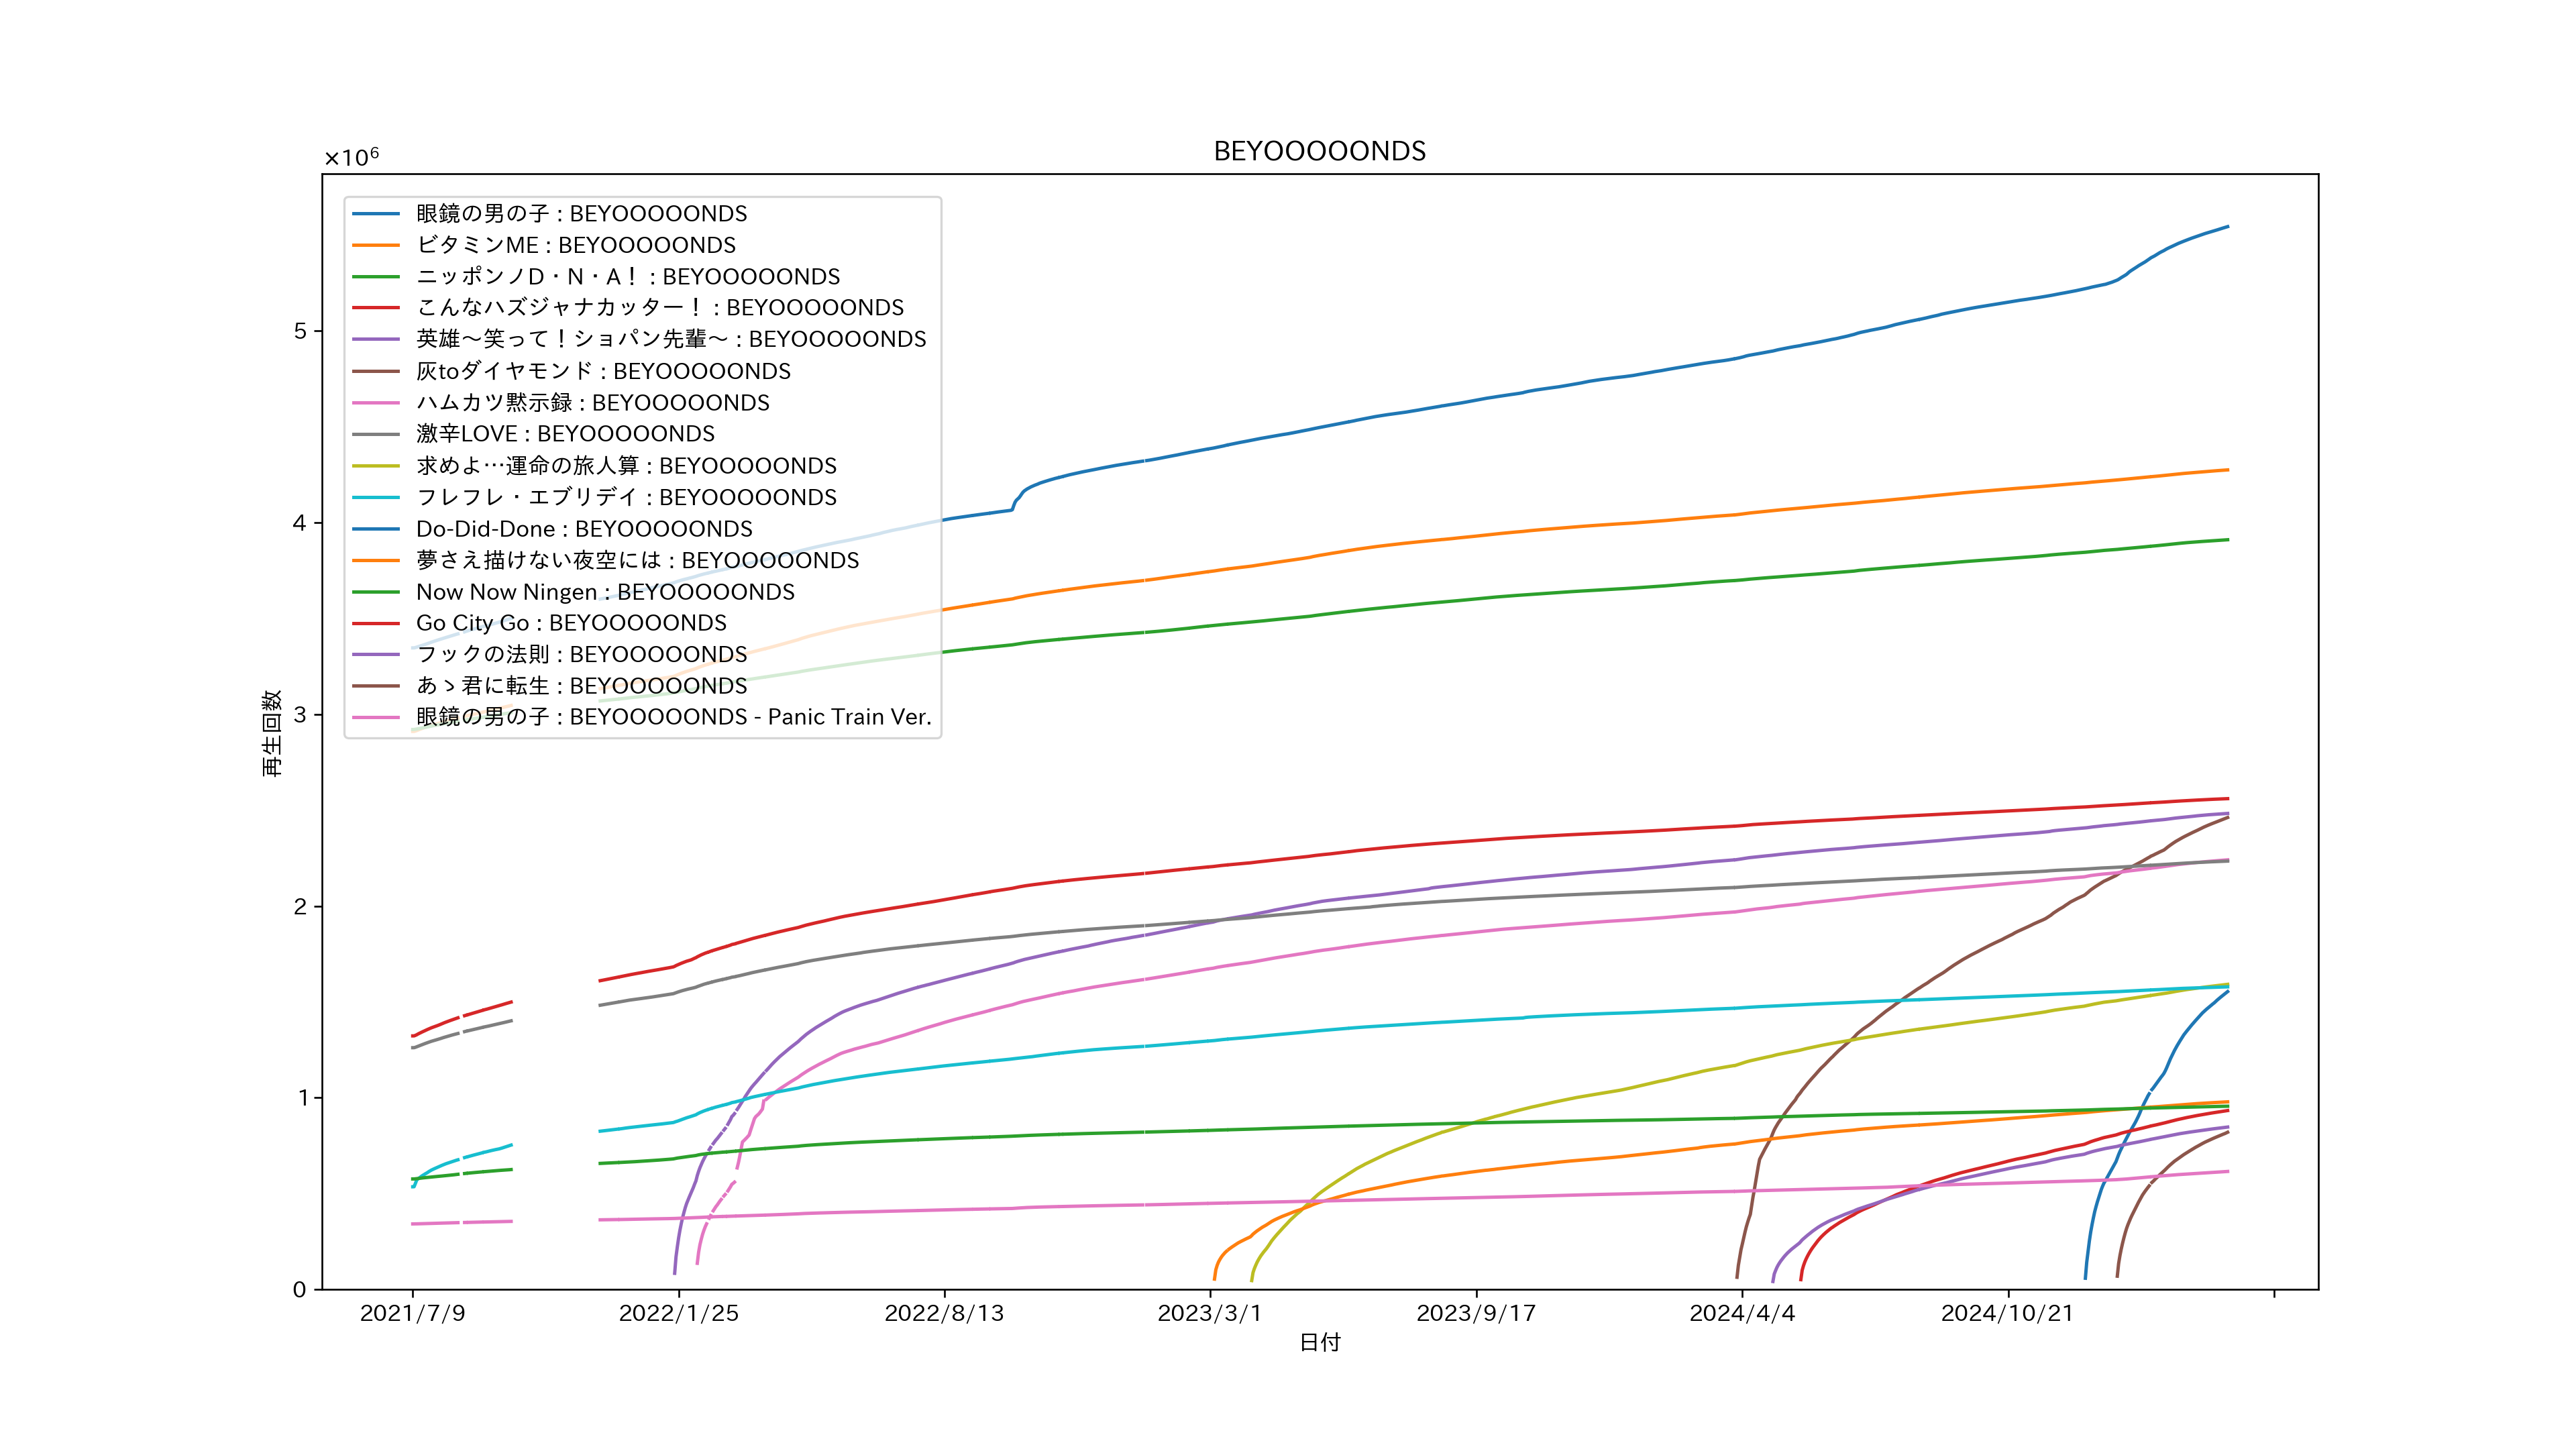 BEYOOOOONDS
×10⁶
眼鏡の男の子 : BEYOOOOONDS
ビタミンME : BEYOOOOONDS
ニッポンノD・N・A！ : BEYOOOOONDS
こんなハズジャナカッター！ : BEYOOOOONDS
英雄～笑って！ショパン先輩～ : BEYOOOOONDS
灰toダイヤモンド : BEYOOOOONDS
ハムカツ黙示録 : BEYOOOOONDS
激辛LOVE : BEYOOOOONDS
求めよ…運命の旅人算 : BEYOOOOONDS
フレフレ・エブリデイ : BEYOOOOONDS
Do-Did-Done : BEYOOOOONDS
夢さえ描けない夜空には : BEYOOOOONDS
Now Now Ningen : BEYOOOOONDS
Go City Go : BEYOOOOONDS
フックの法則 : BEYOOOOONDS
あゝ君に転生 : BEYOOOOONDS
眼鏡の男の子 : BEYOOOOONDS - Panic Train Ver.
5
4
3
2
1
0
再生回数
2021/7/9
2022/1/25
2022/8/13
2023/3/1
2023/9/17
2024/4/4
2024/10/21
日付